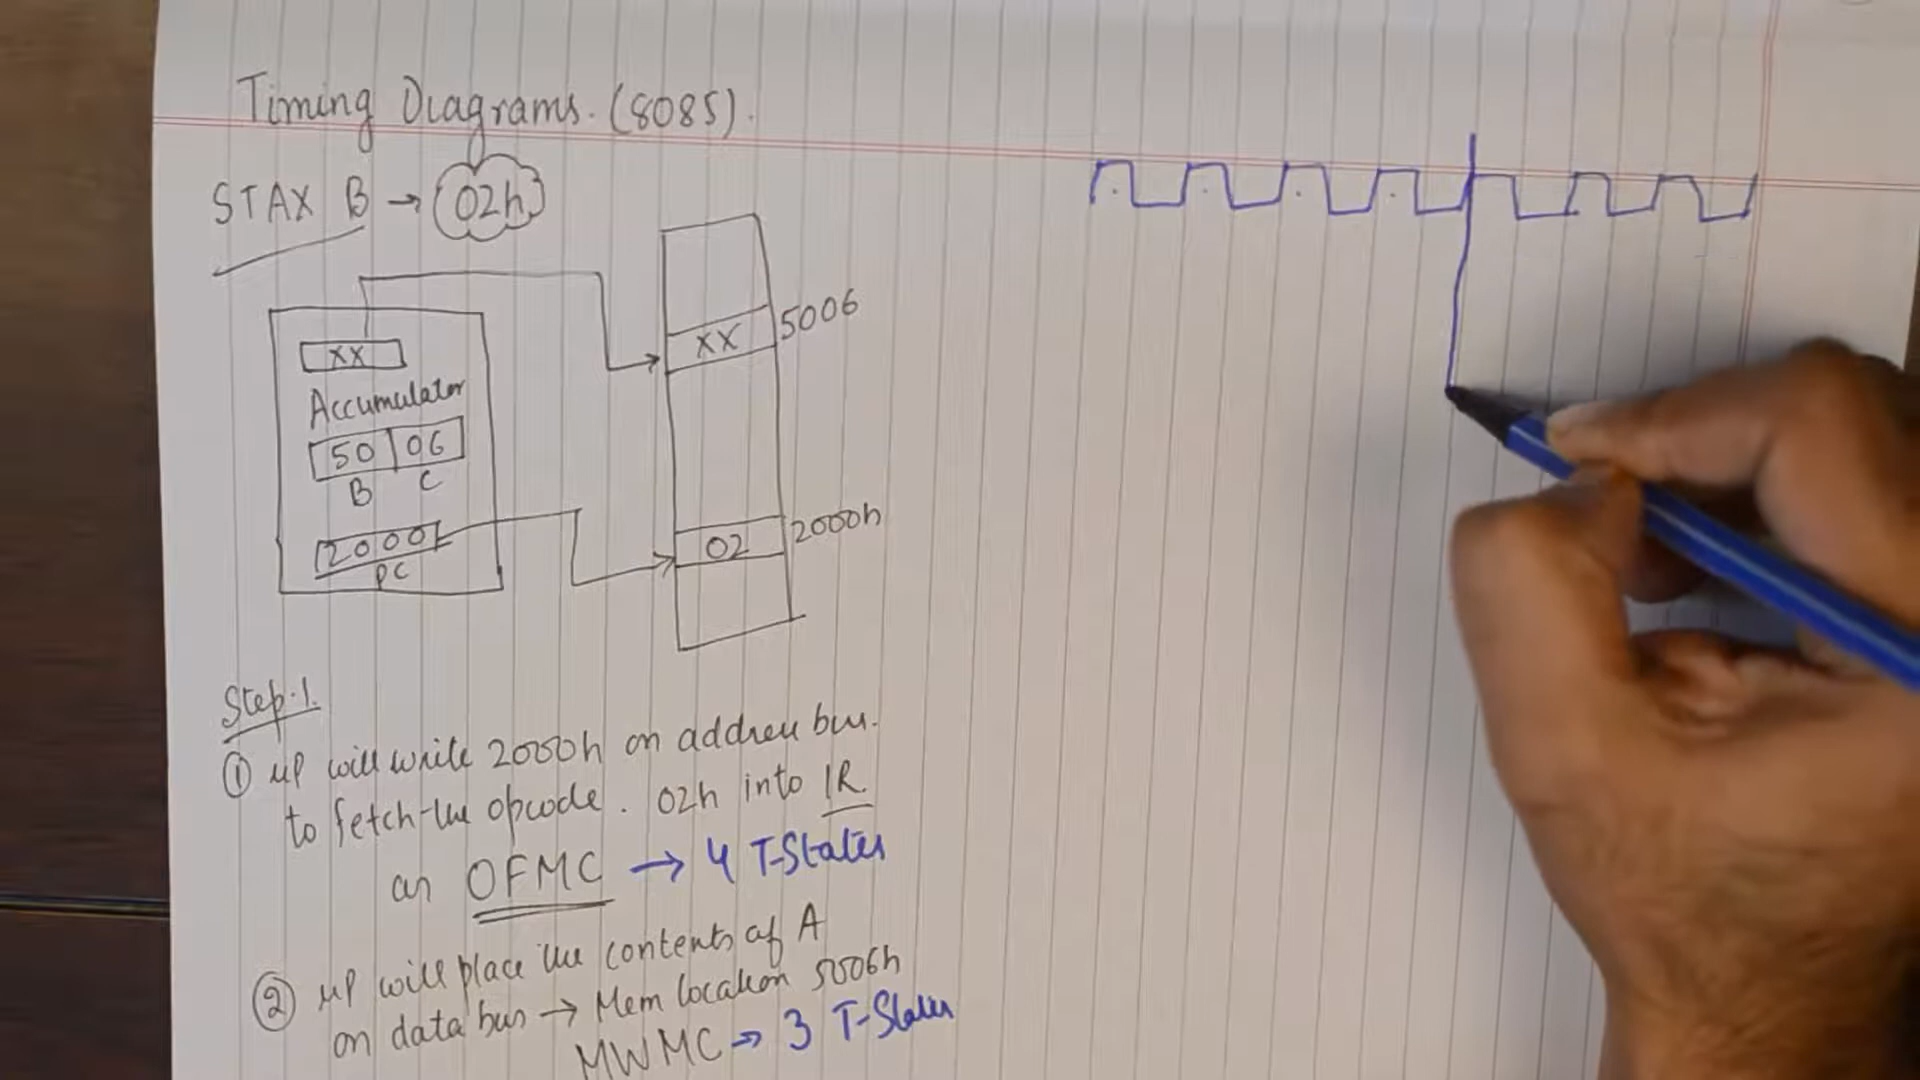 Timing Diagrams. (8085).
STAX B → 02h
XX
Accumulator
50 06
B C
2000
PC
XX 5006
02 2000h
Step-1.
① μP will write 2000h on address bus.
to fetch the opcode. 02h into IR.
an OFMC → 4 T-States
② μP will place the contents of A
on data bus → Mem location 5006h
MWMC → 3 T-States